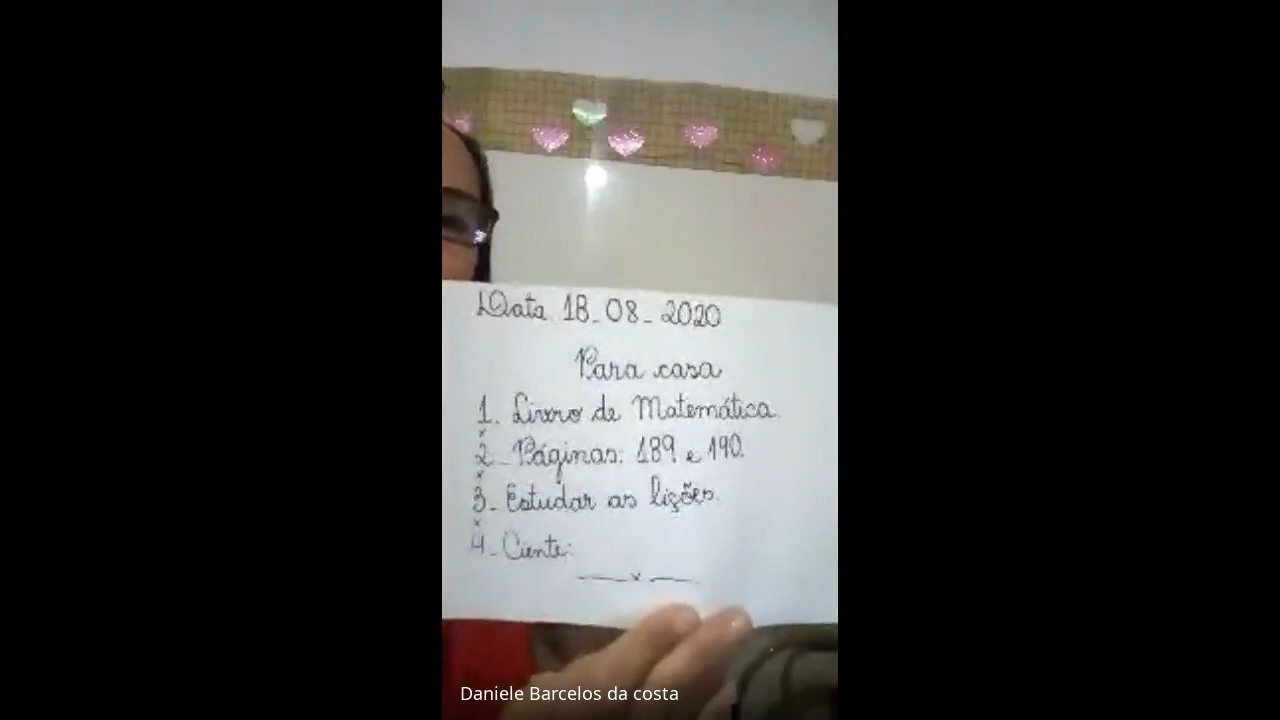 Data 18-08-2020
Para casa
1. Livro de Matemática.
2- Páginas: 189 e 190.
3- Estudar as lições.
4- Ciente:
Daniele Barcelos da costa